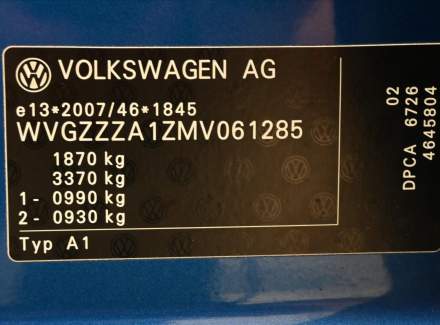 VOLKSWAGEN AG
e13*2007/46*1845
WVGZZZA1ZMV061285
1870 kg
3370 kg
1- 0990 kg
2- 0930 kg
Typ A1
02
DPCA 6726
4645804